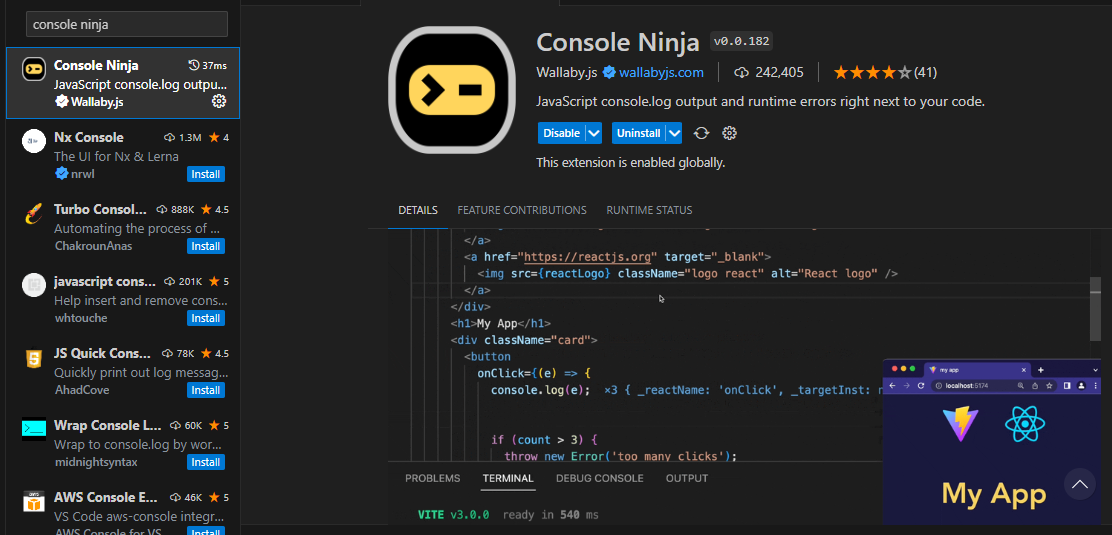 console ninja
Console Ninja 37ms
JavaScript console.log outpu...
Wallaby.js
Nx Console 1.3M ★ 4
The UI for Nx & Lerna
nrwl Install
Turbo Consol... 888K ★ 4.5
Automating the process of ...
ChakrounAnas Install
javascript cons... 201K ★ 5
Help insert and remove cons...
whtouche Install
JS Quick Cons... 78K ★ 4.5
Quickly print out log messag...
AhadCove Install
Wrap Console L... 60K ★ 5
Wrap to console.log by wor...
midnightsyntax Install
AWS Console E... 46K ★ 5
VS Code aws-console integr...
AWS Console for VS Install
Console Ninja v0.0.182
Wallaby.js wallabyjs.com 242,405 ★★★★☆ (41)
JavaScript console.log output and runtime errors right next to your code.
Disable Uninstall
This extension is enabled globally.
DETAILS FEATURE CONTRIBUTIONS RUNTIME STATUS
</a>
<a href="https://reactjs.org" target="_blank">
<img src={reactLogo} className="logo react" alt="React logo" />
</a>
</div>
<h1>My App</h1>
<div className="card">
<button
onClick={(e) => {
console.log(e); ×3 { _reactName: 'onClick', _targetInst:
if (count > 3) {
throw new Error('too many clicks');
PROBLEMS TERMINAL DEBUG CONSOLE OUTPUT
VITE v3.0.0 ready in 540 ms
my app
localhost:5174
My App